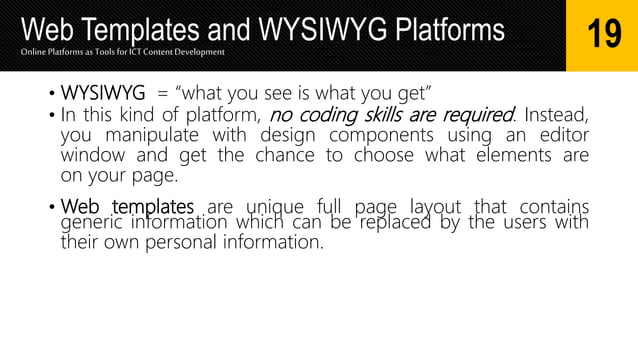 Web Templates and WYSIWYG Platforms
19
Online Platforms as Tools for ICT Content Development
• WYSIWYG = “what you see is what you get”
• In this kind of platform, no coding skills are required. Instead,
you manipulate with design components using an editor
window and get the chance to choose what elements are
on your page.
• Web templates are unique full page layout that contains
generic information which can be replaced by the users with
their own personal information.